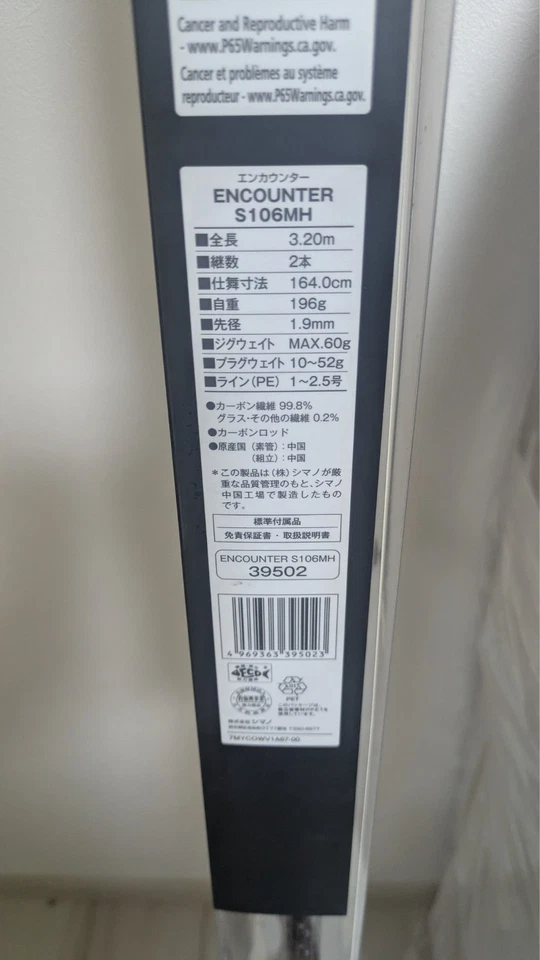 Cancer and Reproductive Harm
- www.P65Warnings.ca.gov.
Cancer et problèmes au système
reproducteur - www.P65Warnings.ca.gov.
エンカウンター
ENCOUNTER
S106MH
■全長 3.20m
■継数 2本
■仕舞寸法 164.0cm
■自重 196g
■先径 1.9mm
■ジグウェイト MAX.60g
■プラグウェイト 10~52g
■ライン(PE) 1~2.5号
●カーボン繊維 99.8%
グラス・その他の繊維 0.2%
●カーボンロッド
●原産国(素管):中国
(組立):中国
*この製品は(株)シマノが厳
重な品質管理のもと、シマノ
中国工場で製造したもの
です。
標準付属品
免責保証書・取扱説明書
ENCOUNTER S106MH
39502
4 969363 395023
PET
株式会社 シマノ